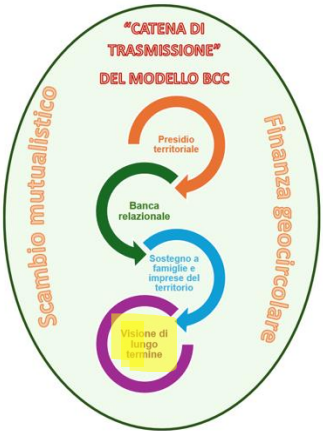 "CATENA DI
TRASMISSIONE"
DEL MODELLO BCC
Scambio mutualistico
Finanza geocircolare
Presidio
territoriale
Banca
relazionale
Sostegno a
famiglie e
imprese del
territorio
Visione di
lungo
termine